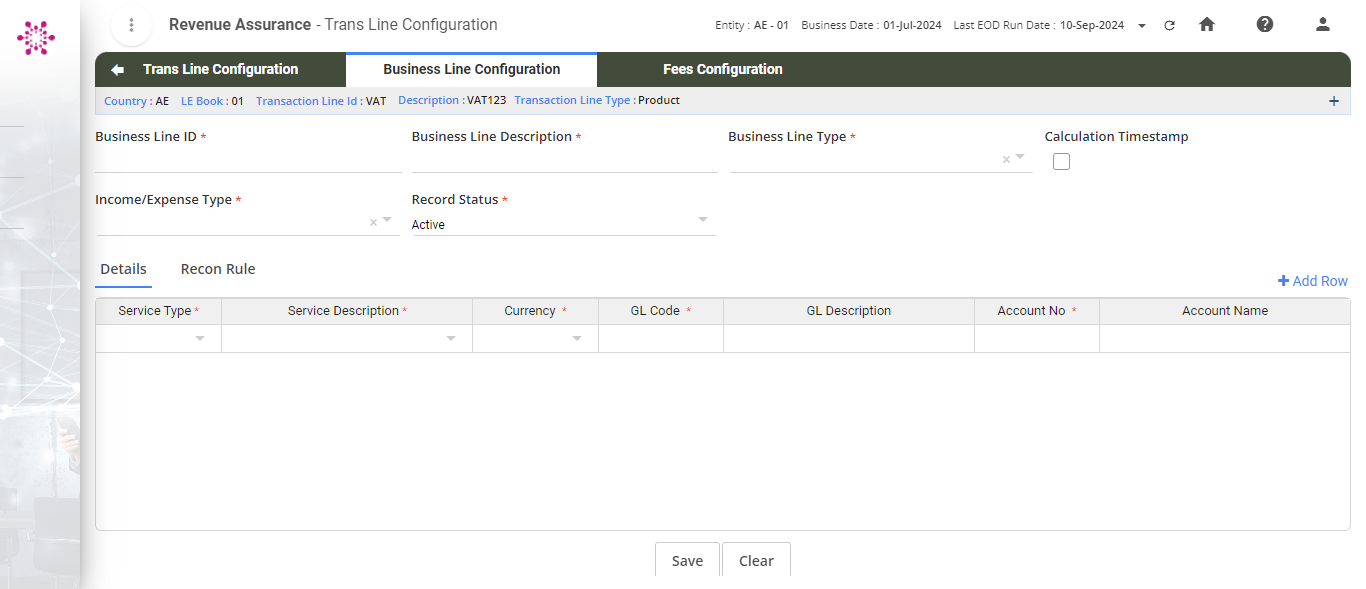 Revenue Assurance - Trans Line Configuration
Entity : AE - 01 Business Date : 01-Jul-2024 Last EOD Run Date : 10-Sep-2024
Trans Line Configuration Business Line Configuration Fees Configuration
Country : AE LE Book : 01 Transaction Line Id : VAT Description : VAT123 Transaction Line Type : Product +
Business Line ID * Business Line Description * Business Line Type * Calculation Timestamp
×
Income/Expense Type * Record Status *
× Active
Details Recon Rule
+ Add Row
Service Type * Service Description * Currency * GL Code * GL Description Account No * Account Name
Save Clear